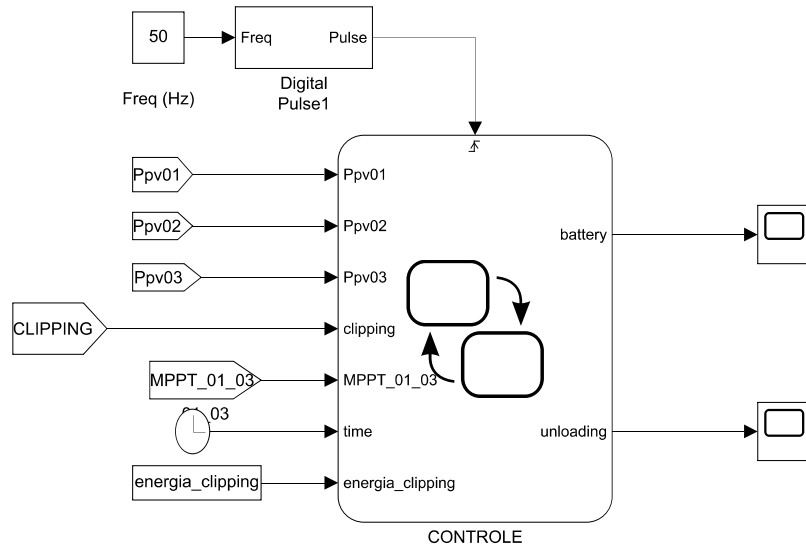 50
Freq
Pulse
Freq (Hz)
Digital
Pulse1
Ppv01
Ppv01
Ppv02
Ppv02
battery
Ppv03
Ppv03
CLIPPING
clipping
MPPT_01_03
MPPT_01_03
_03
time
unloading
energia_clipping
energia_clipping
CONTROLE